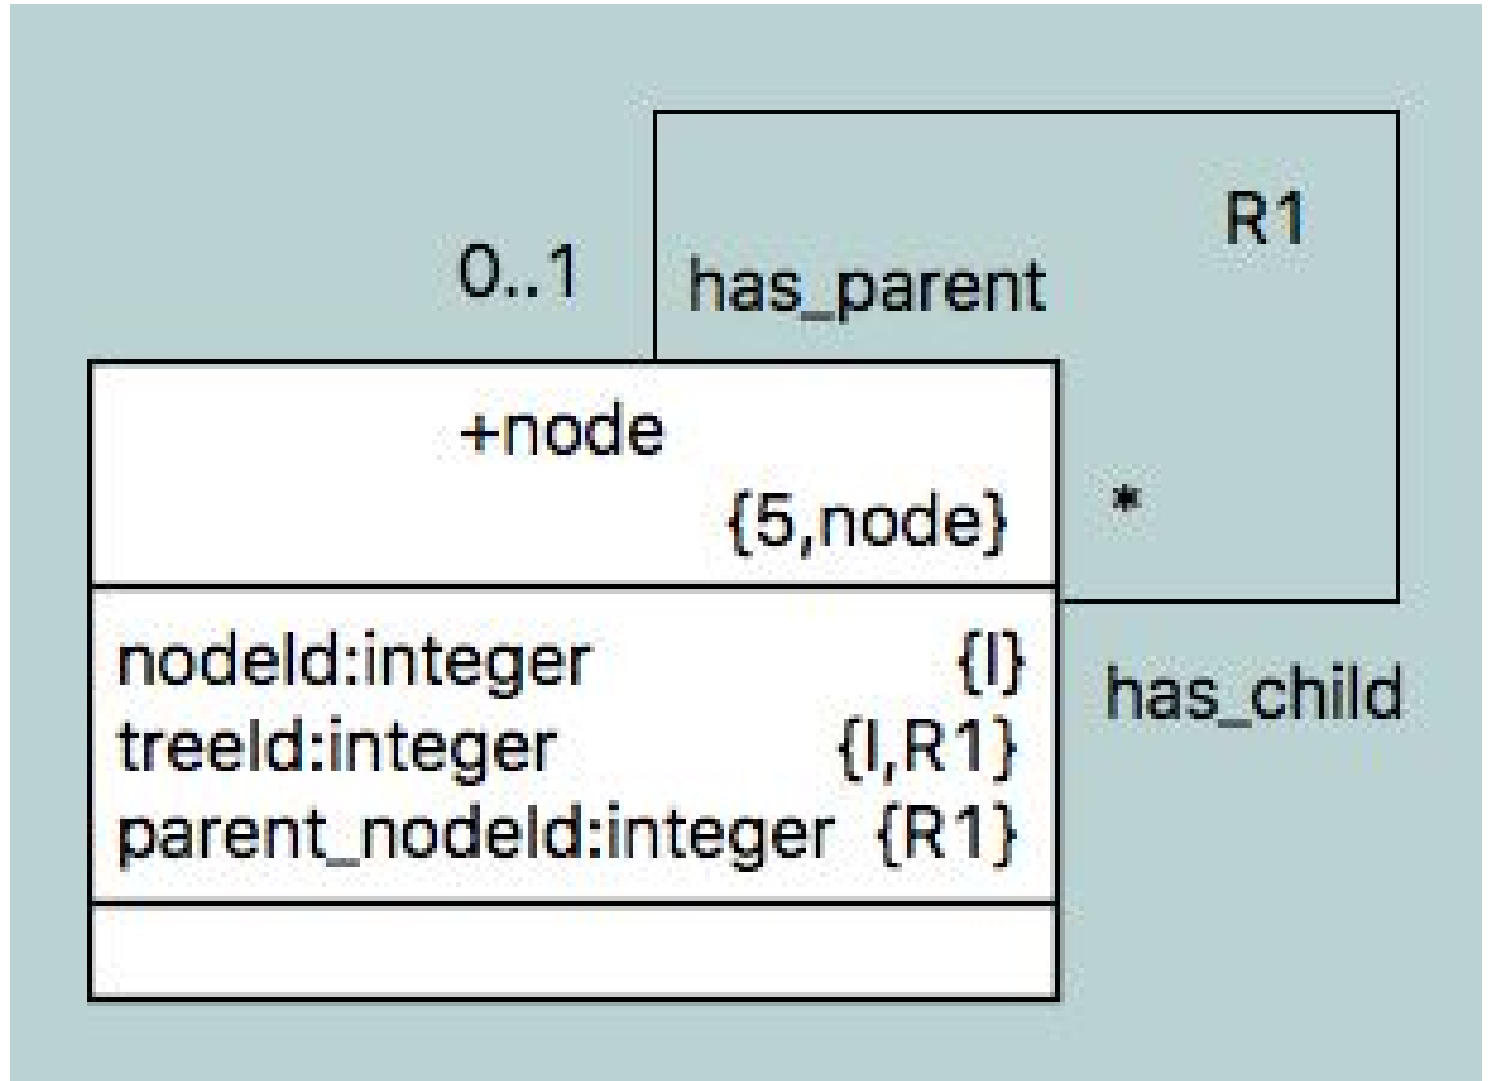 R1
0..1
has_parent
+node
{5,node}
*
nodeId:integer {I}
has_child
treeId:integer {I,R1}
parent_nodeId:integer {R1}